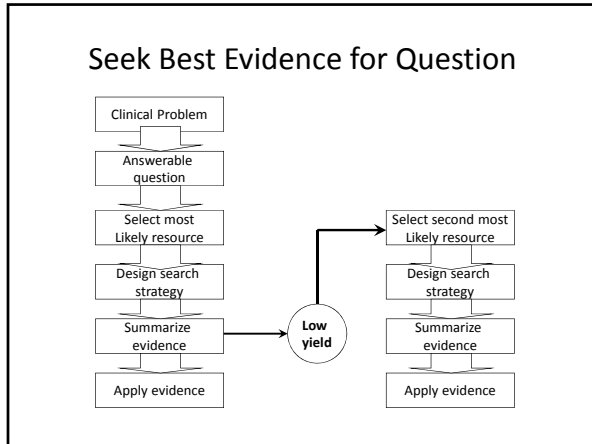 Seek Best Evidence for Question
Clinical Problem
Answerable
question
Select most
Likely resource
Design search
strategy
Summarize
evidence
Apply evidence
Low
yield
Select second most
Likely resource
Design search
strategy
Summarize
evidence
Apply evidence